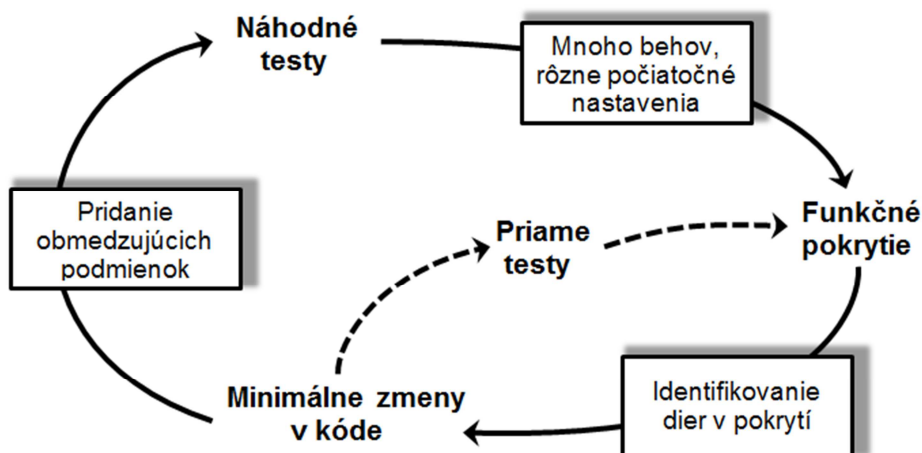 Náhodné
testy
Mnoho behov,
rôzne počiatočné
nastavenia
Pridanie
obmedzujúcich
podmienok
Priame
testy
Funkčné
pokrytie
Minimálne zmeny
v kóde
Identifikovanie
dier v pokrytí